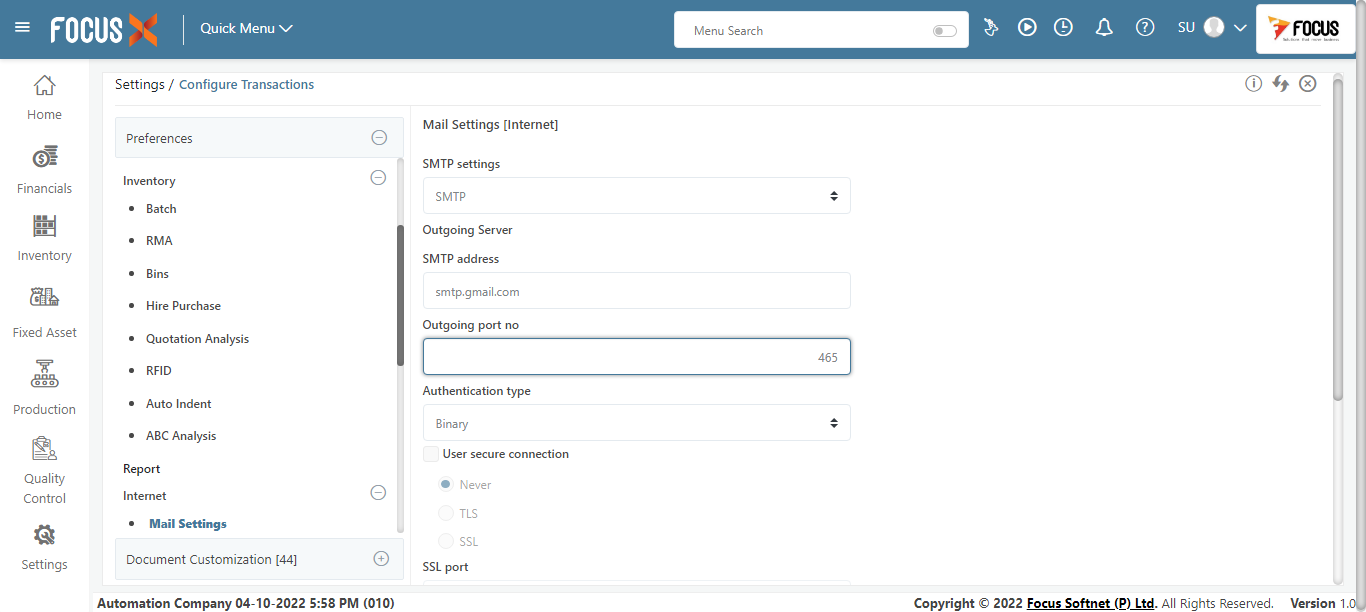 FOCUS X
Quick Menu
Menu Search
SU
FOCUS
Home
Financials
Inventory
Fixed Asset
Production
Quality
Control
Settings
Settings / Configure Transactions
Preferences
Inventory
Batch
RMA
Bins
Hire Purchase
Quotation Analysis
RFID
Auto Indent
ABC Analysis
Report
Internet
Mail Settings
Document Customization [44]
Mail Settings [Internet]
SMTP settings
SMTP
Outgoing Server
SMTP address
smtp.gmail.com
Outgoing port no
465
Authentication type
Binary
User secure connection
Never
TLS
SSL
SSL port
Automation Company 04-10-2022 5:58 PM (010)
Copyright © 2022 Focus Softnet (P) Ltd. All Rights Reserved. Version 1.0